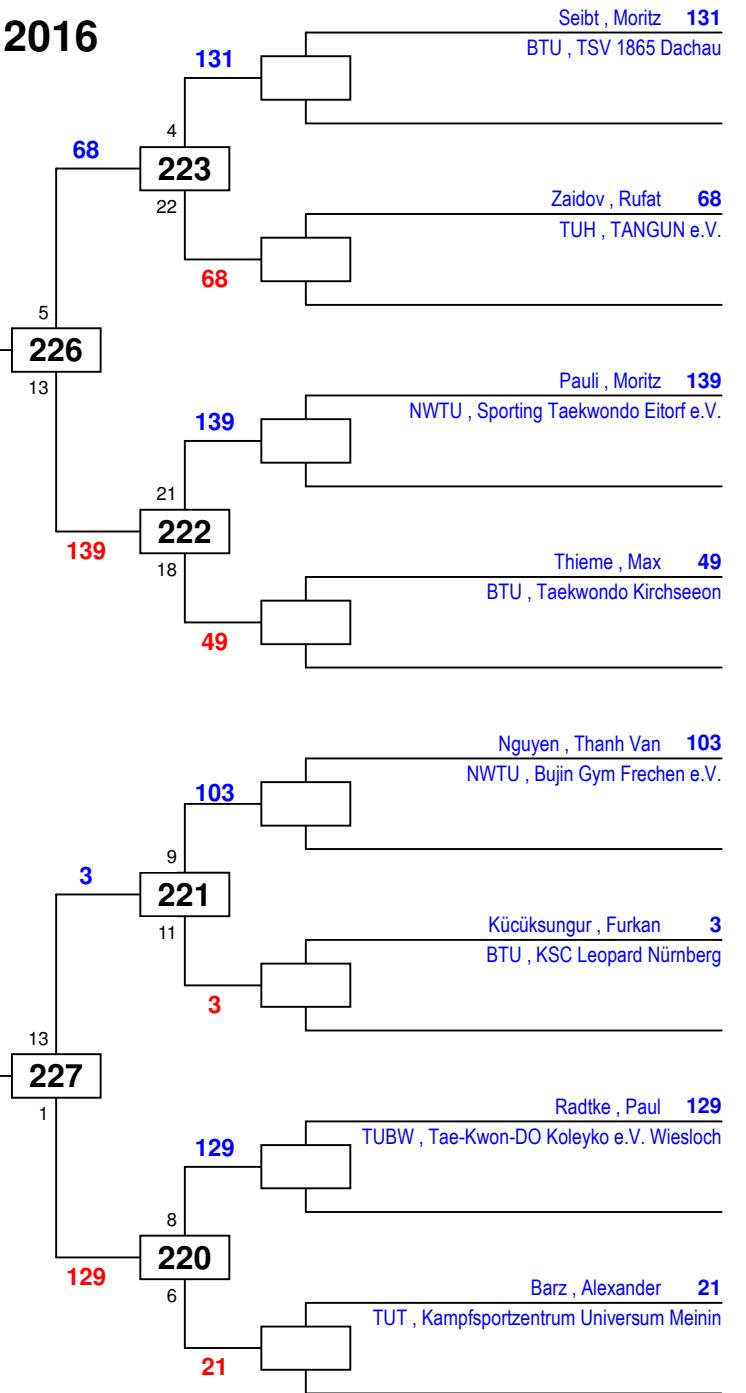 Seibt , Moritz 131
2016
BTU , TSV 1865 Dachau
131
4
68
223
Zaidov , Rufat 68
22
TUH , TANGUN e.V.
68
5
226
Pauli , Moritz 139
13
NWTU , Sporting Taekwondo Eitorf e.V.
139
21
222
139
Thieme , Max 49
18
BTU , Taekwondo Kirchseeon
49
Nguyen , Thanh Van 103
NWTU , Bujin Gym Frechen e.V.
103
9
3
221
Kücüksungur , Furkan 3
11
BTU , KSC Leopard Nürnberg
3
13
227
Radtke , Paul 129
1
TUBW , Tae-Kwon-DO Koleyko e.V. Wiesloch
129
8
220
129
Barz , Alexander 21
6
TUT , Kampfsportzentrum Universum Meinin
21